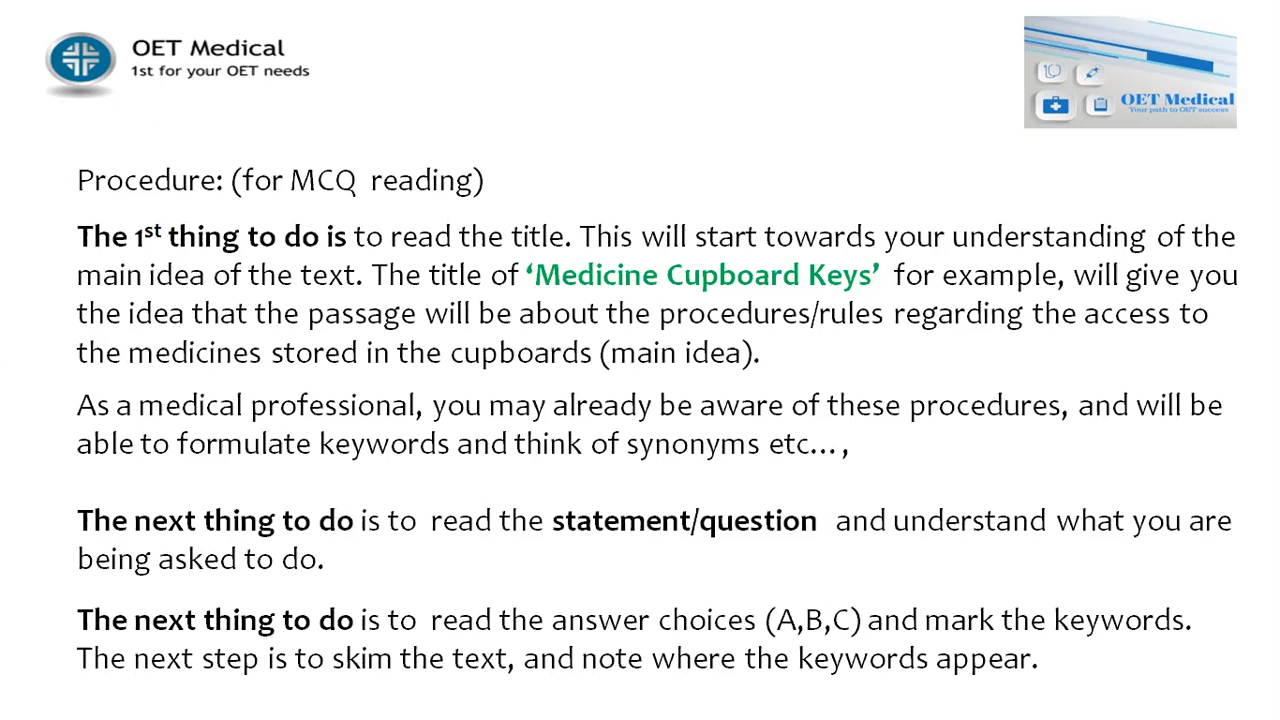 OET Medical
1st for your OET needs
OET Medical
Your path to OET success
Procedure: (for MCQ reading)
The 1st thing to do is to read the title. This will start towards your understanding of the
main idea of the text. The title of ‘Medicine Cupboard Keys’ for example, will give you
the idea that the passage will be about the procedures/rules regarding the access to
the medicines stored in the cupboards (main idea).
As a medical professional, you may already be aware of these procedures, and will be
able to formulate keywords and think of synonyms etc…,
The next thing to do is to read the statement/question and understand what you are
being asked to do.
The next thing to do is to read the answer choices (A,B,C) and mark the keywords.
The next step is to skim the text, and note where the keywords appear.